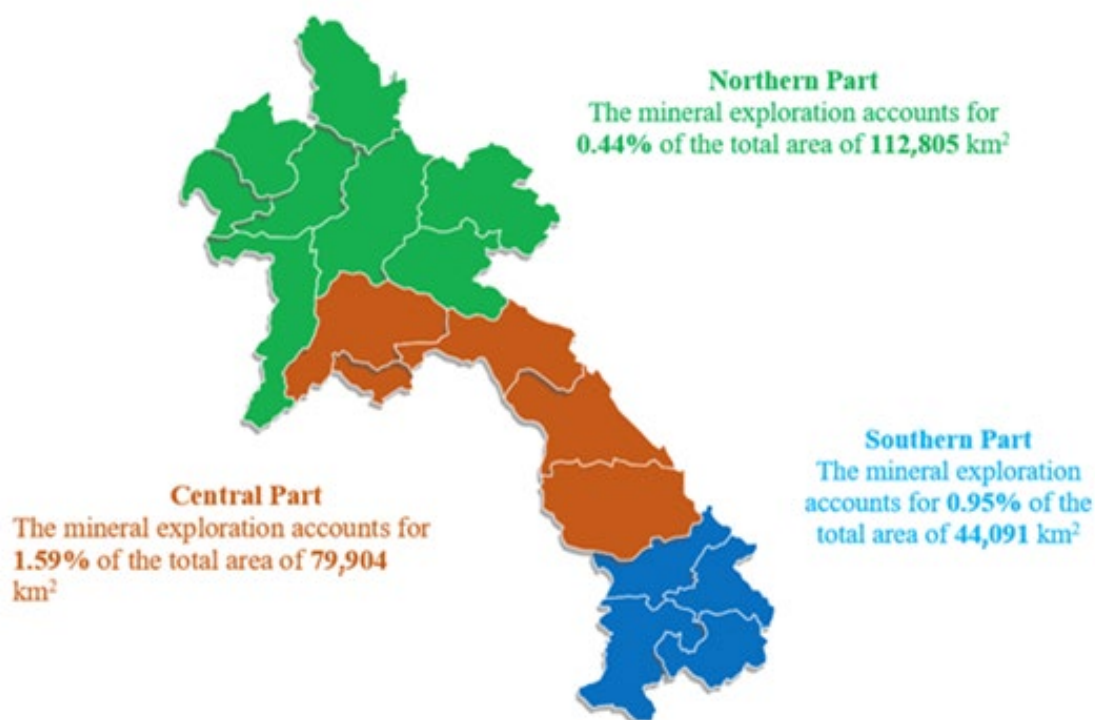 Northern Part
The mineral exploration accounts for
0.44% of the total area of 112,805 km²
Southern Part
The mineral exploration
accounts for 0.95% of the
total area of 44,091 km²
Central Part
The mineral exploration accounts for
1.59% of the total area of 79,904
km²